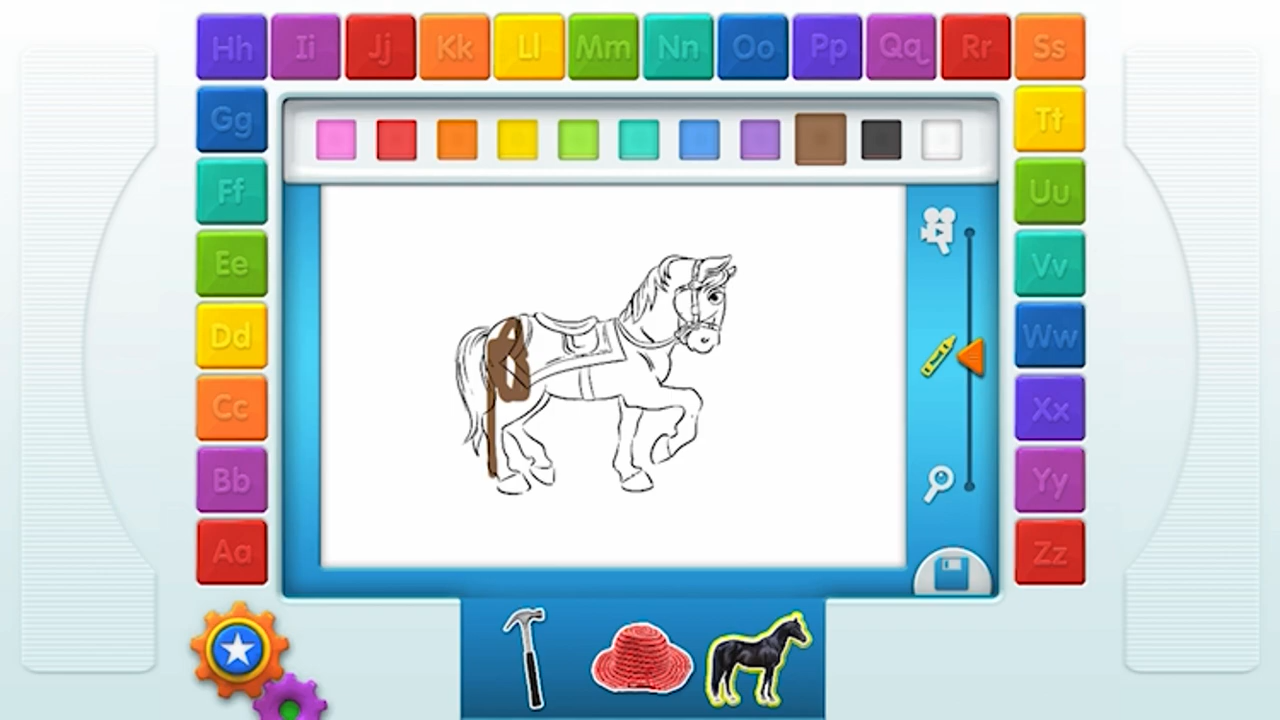 Hh Ii Jj Kk Ll Mm Nn Oo Pp Qq Rr Ss
Gg Tt
Ff Uu
Ee Vv
Dd Ww
Cc Xx
Bb Yy
Aa Zz